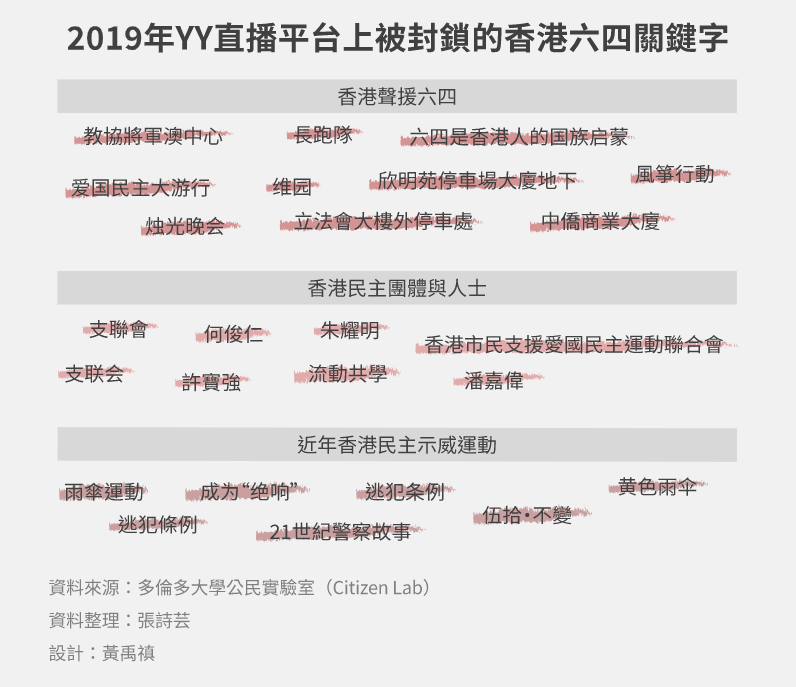 2019年YY直播平台上被封鎖的香港六四關鍵字
香港聲援六四
教協將軍澳中心 長跑隊 六四是香港人的国族启蒙
爱国民主大游行 维园 欣明苑停車場大廈地下 風箏行動
烛光晚会 立法會大樓外停車處 中僑商業大廈
香港民主團體與人士
支聯會 何俊仁 朱耀明 香港市民支援愛國民主運動聯合會
支联会 許寶強 流動共學 潘嘉偉
近年香港民主示威運動
雨傘運動 成为“绝响” 逃犯条例 黄色雨伞
逃犯條例 21世紀警察故事 伍拾·不變
資料來源：多倫多大學公民實驗室（Citizen Lab）
資料整理：張詩芸
設計：黃禹禛